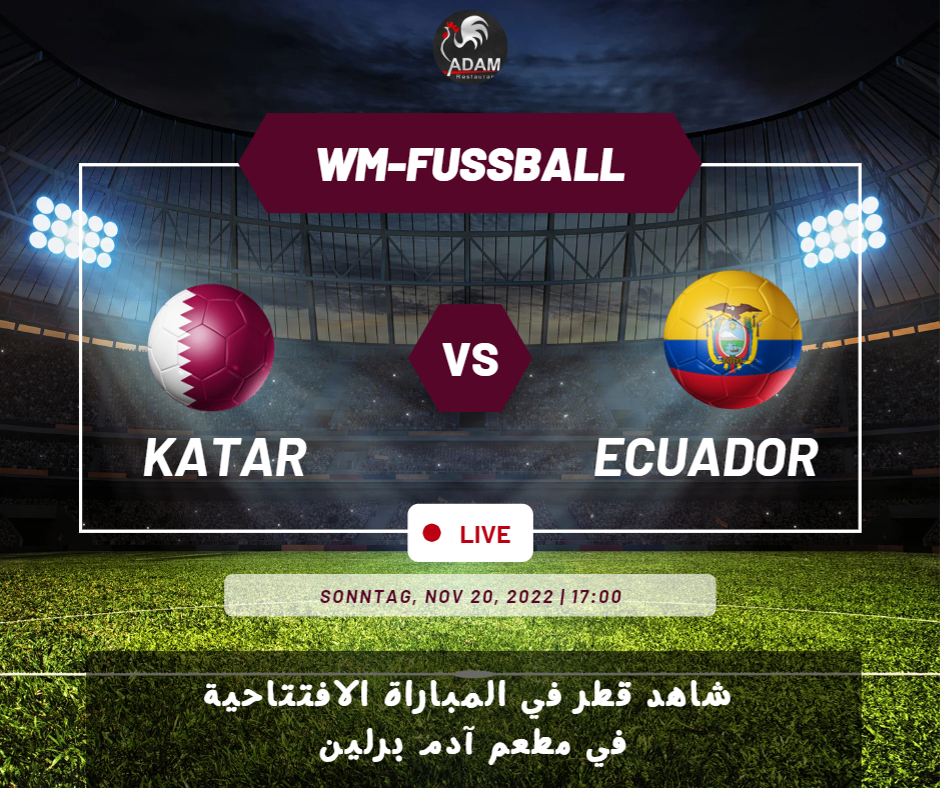 ADAM
Restaurant
WM-FUSSBALL
VS
KATAR
ECUADOR
LIVE
SONNTAG, NOV 20, 2022 | 17:00
شاهد قطر في المباراة الافتتاحية
في مطعم آدم برلين